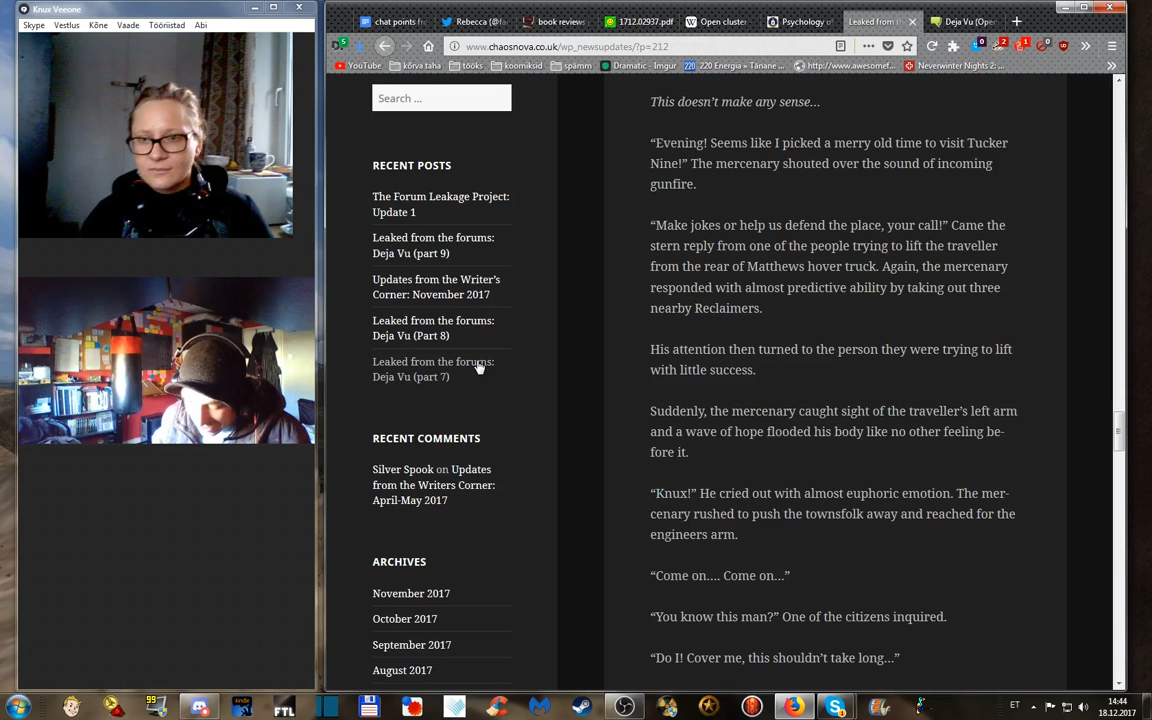 Knux Veeone
Skype Vestlus Kõne Vaade Tööriistad Abi
chat points fr
Twitter Rebecca (@fa
book reviews
1712.02937.pdf
Open cluster
Psychology of
Leaked from th
Deja Vu (Oper
www.chaosnova.co.uk/wp_newsupdates/?p=212
YouTube
kõrva taha
tööks
koomiksid
spämm
Dramatic - Imgur
220 Energia » Tänane ...
http://www.awesomef...
Neverwinter Nights 2: ...
Search ...
RECENT POSTS
The Forum Leakage Project:
Update 1
Leaked from the forums:
Deja Vu (part 9)
Updates from the Writer’s
Corner: November 2017
Leaked from the forums:
Deja Vu (Part 8)
Leaked from the forums:
Deja Vu (part 7)
RECENT COMMENTS
Silver Spook on Updates
from the Writers Corner:
April-May 2017
ARCHIVES
November 2017
October 2017
September 2017
August 2017
This doesn’t make any sense…
“Evening! Seems like I picked a merry old time to visit Tucker
Nine!” The mercenary shouted over the sound of incoming
gunfire.
“Make jokes or help us defend the place, your call!” Came the
stern reply from one of the people trying to lift the traveller
from the rear of Matthews hover truck. Again, the mercenary
responded with almost predictive ability by taking out three
nearby Reclaimers.
His attention then turned to the person they were trying to lift
with little success.
Suddenly, the mercenary caught sight of the traveller’s left arm
and a wave of hope flooded his body like no other feeling be-
fore it.
“Knux!” He cried out with almost euphoric emotion. The mer-
cenary rushed to push the townsfolk away and reached for the
engineers arm.
“Come on…. Come on…”
“You know this man?” One of the citizens inquired.
“Do I! Cover me, this shouldn’t take long…”
99
kindle
FTL
ET
14:44
18.12.2017